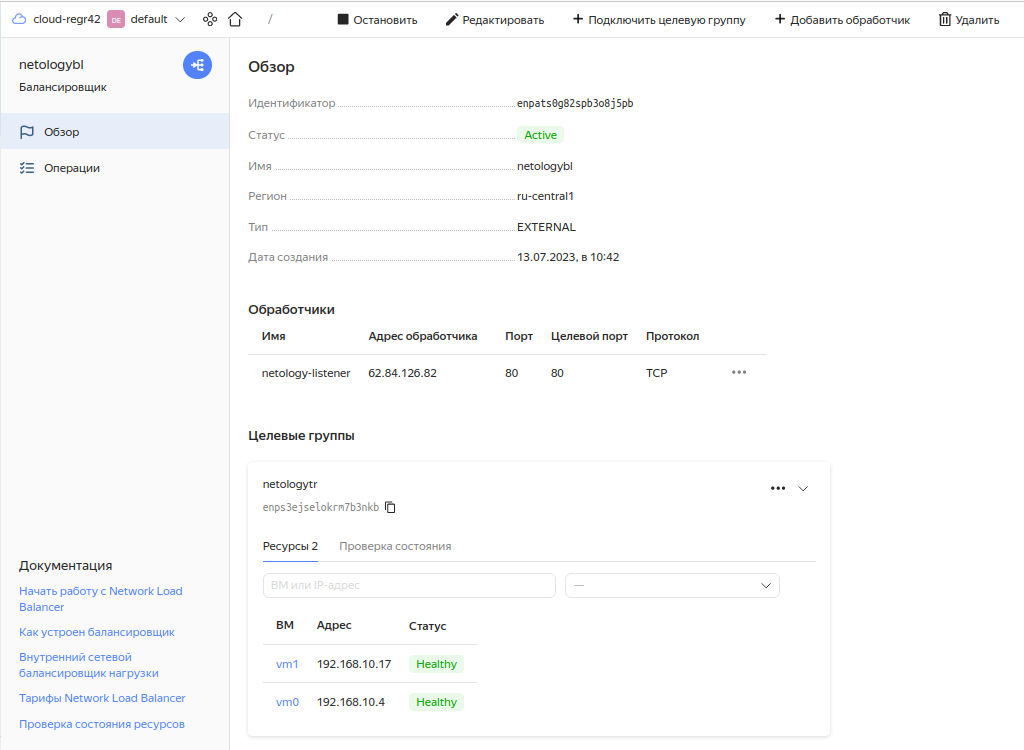 cloud-regr42 DE default / Остановить Редактировать + Подключить целевую группу + Добавить обработчик Удалить
netologybl
Балансировщик
Обзор
Операции
Документация
Начать работу с Network Load
Balancer
Как устроен балансировщик
Внутренний сетевой
балансировщик нагрузки
Тарифы Network Load Balancer
Проверка состояния ресурсов
Обзор
Идентификатор enpats0g82spb3o8j5pb
Статус Active
Имя netologybl
Регион ru-central1
Тип EXTERNAL
Дата создания 13.07.2023, в 10:42
Обработчики
Имя Адрес обработчика Порт Целевой порт Протокол
netology-listener 62.84.126.82 80 80 TCP
Целевые группы
netologytr
enps3ejselokrm7b3nkb
Ресурсы 2 Проверка состояния
ВМ или IP-адрес —
ВМ Адрес Статус
vm1 192.168.10.17 Healthy
vm0 192.168.10.4 Healthy